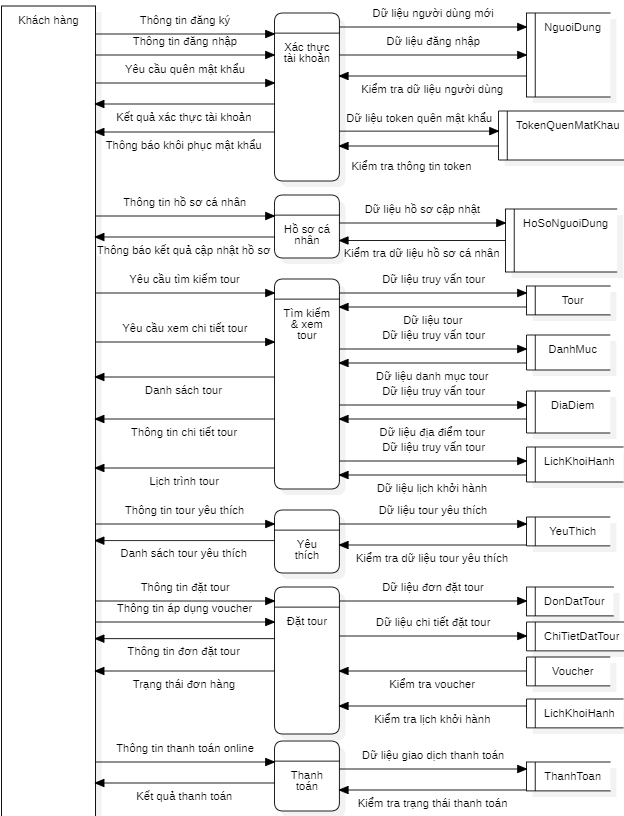 Khách hàng
Thông tin đăng ký
Thông tin đăng nhập
Yêu cầu quên mật khẩu
Kết quả xác thực tài khoản
Thông báo khôi phục mật khẩu
Xác thực
tài khoản
Dữ liệu người dùng mới
Dữ liệu đăng nhập
Kiểm tra dữ liệu người dùng
NguoiDung
Dữ liệu token quên mật khẩu
Kiểm tra thông tin token
TokenQuenMatKhau
Thông tin hồ sơ cá nhân
Thông báo kết quả cập nhật hồ sơ
Hồ sơ cá
nhân
Dữ liệu hồ sơ cập nhật
Kiểm tra dữ liệu hồ sơ cá nhân
HoSoNguoiDung
Yêu cầu tìm kiếm tour
Yêu cầu xem chi tiết tour
Danh sách tour
Thông tin chi tiết tour
Lịch trình tour
Tìm kiếm
& xem
tour
Dữ liệu truy vấn tour
Dữ liệu tour
Tour
Dữ liệu truy vấn tour
Dữ liệu danh mục tour
DanhMuc
Dữ liệu truy vấn tour
Dữ liệu địa điểm tour
DiaDiem
Dữ liệu truy vấn tour
Dữ liệu lịch khởi hành
LichKhoiHanh
Thông tin tour yêu thích
Danh sách tour yêu thích
Yêu
thích
Dữ liệu tour yêu thích
Kiểm tra dữ liệu tour yêu thích
YeuThich
Thông tin đặt tour
Thông tin áp dụng voucher
Thông tin đơn đặt tour
Trạng thái đơn hàng
Đặt tour
Dữ liệu đơn đặt tour
DonDatTour
Dữ liệu chi tiết đặt tour
ChiTietDatTour
Kiểm tra voucher
Voucher
Kiểm tra lịch khởi hành
LichKhoiHanh
Thông tin thanh toán online
Kết quả thanh toán
Thanh
toán
Dữ liệu giao dịch thanh toán
Kiểm tra trạng thái thanh toán
ThanhToan